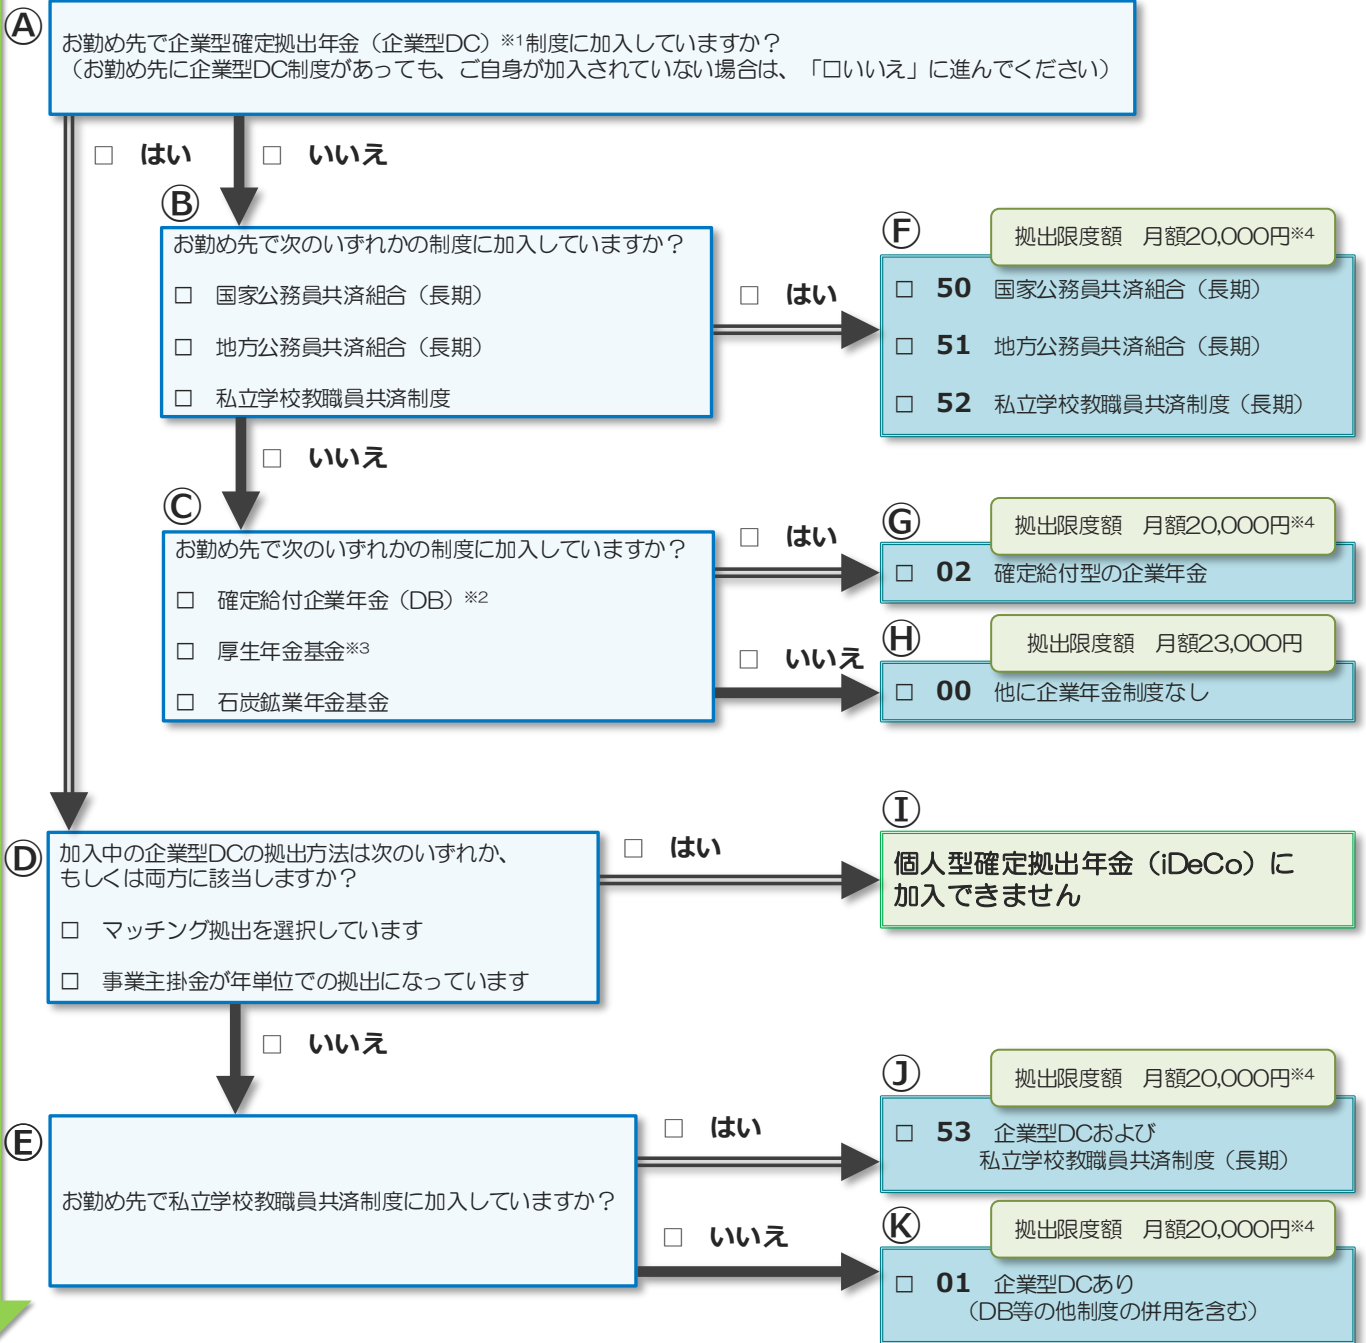 Ⓐ
お勤め先で企業型確定拠出年金（企業型DC）※1制度に加入していますか？
（お勤め先に企業型DC制度があっても、ご自身が加入されていない場合は、「□いいえ」に進んでください）
□ はい
□ いいえ
Ⓑ
お勤め先で次のいずれかの制度に加入していますか？
□ 国家公務員共済組合（長期）
□ 地方公務員共済組合（長期）
□ 私立学校教職員共済制度
□ はい
Ⓕ
拠出限度額 月額20,000円※4
□ 50 国家公務員共済組合（長期）
□ 51 地方公務員共済組合（長期）
□ 52 私立学校教職員共済制度（長期）
□ いいえ
Ⓒ
お勤め先で次のいずれかの制度に加入していますか？
□ 確定給付企業年金（DB）※2
□ 厚生年金基金※3
□ 石炭鉱業年金基金
□ はい
Ⓖ
拠出限度額 月額20,000円※4
□ 02 確定給付型の企業年金
□ いいえ
Ⓗ
拠出限度額 月額23,000円
□ 00 他に企業年金制度なし
Ⓓ
加入中の企業型DCの拠出方法は次のいずれか、
もしくは両方に該当しますか？
□ マッチング拠出を選択しています
□ 事業主掛金が年単位での拠出になっています
□ はい
Ⓘ
個人型確定拠出年金（iDeCo）に
加入できません
□ いいえ
Ⓔ
お勤め先で私立学校教職員共済制度に加入していますか？
□ はい
Ⓙ
拠出限度額 月額20,000円※4
□ 53 企業型DCおよび
私立学校教職員共済制度（長期）
□ いいえ
Ⓚ
拠出限度額 月額20,000円※4
□ 01 企業型DCあり
（DB等の他制度の併用を含む）